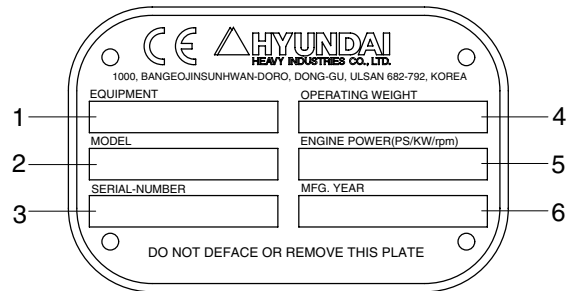 CE HYUNDAI
HEAVY INDUSTRIES CO., LTD.
1000, BANGEOJINSUNHWAN-DORO, DONG-GU, ULSAN 682-792, KOREA
EQUIPMENT OPERATING WEIGHT
1 4
MODEL ENGINE POWER(PS/KW/rpm)
2 5
SERIAL-NUMBER MFG. YEAR
3 6
DO NOT DEFACE OR REMOVE THIS PLATE